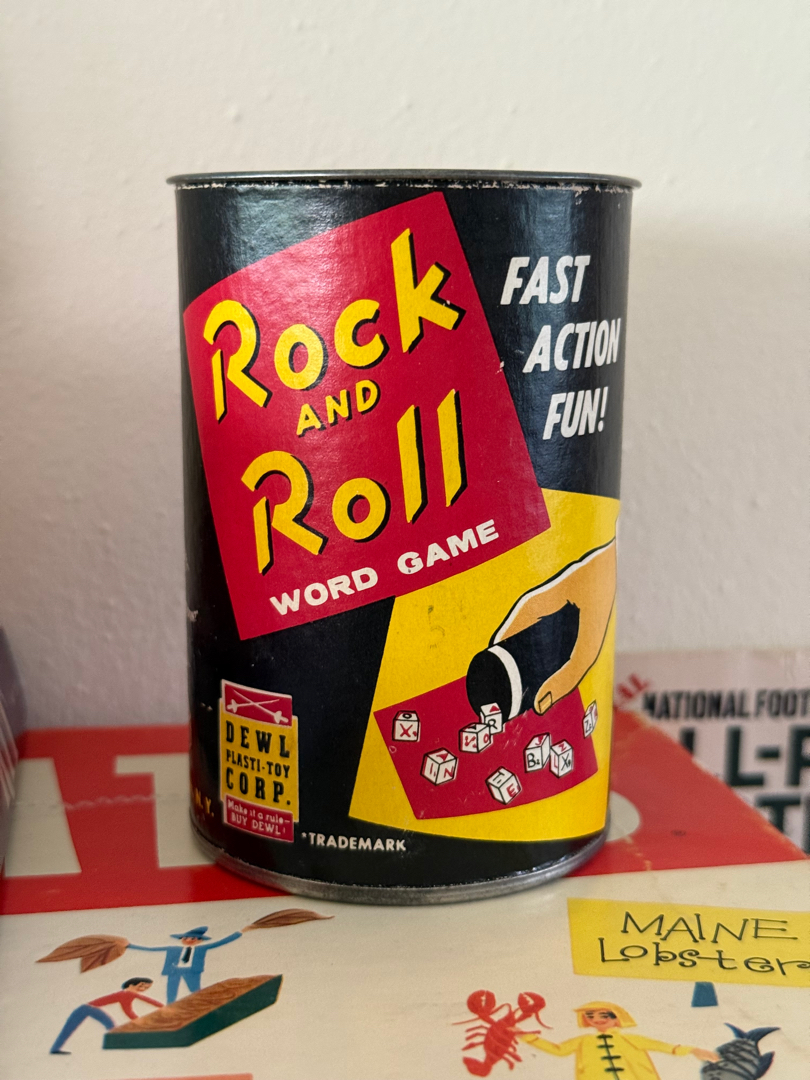 Rock
AND
Roll
WORD GAME
FAST
ACTION
FUN!
DEWL
PLASTI-TOY
CORP.
Make it a rule-
BUY DEWL!
N.Y.
*TRADEMARK
NATIONAL FOOT
LL-P
MAINE
Lobster